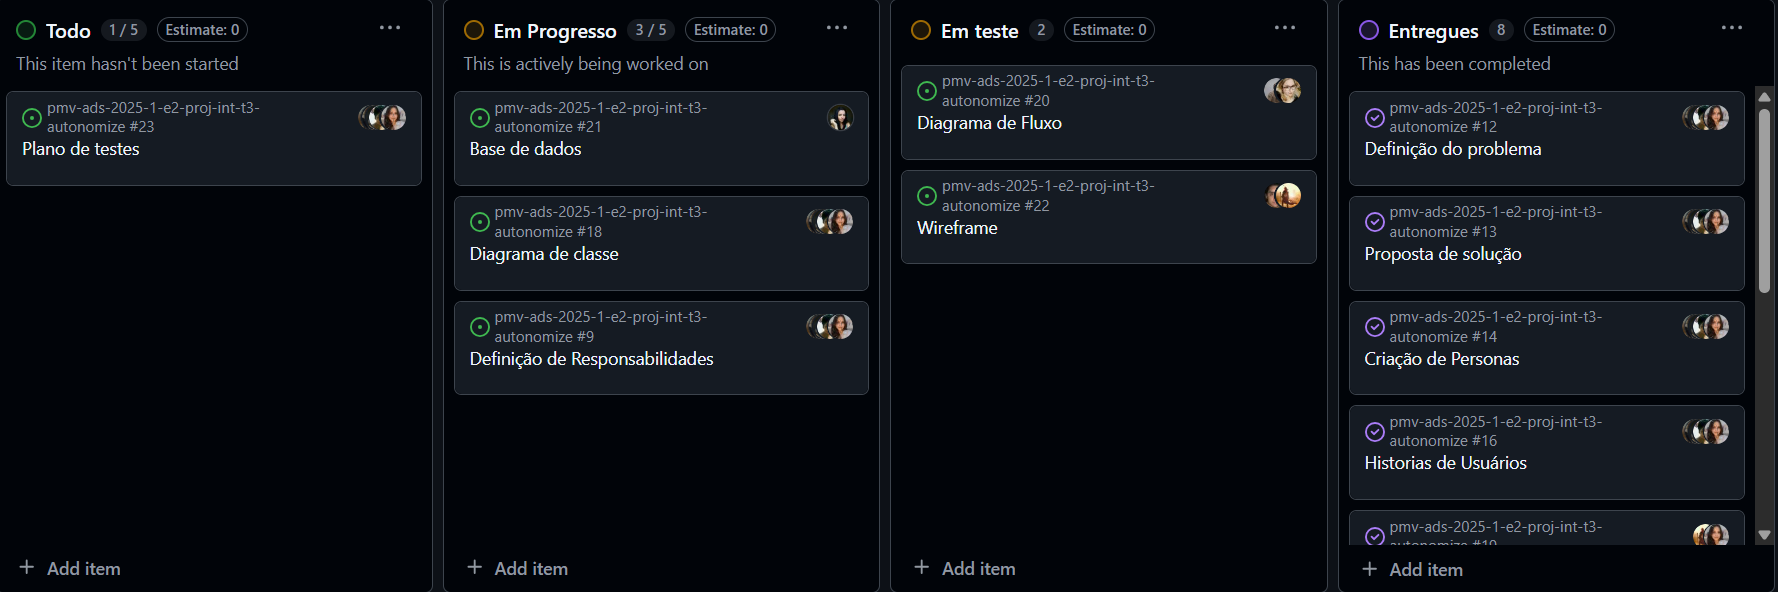 Todo 1 / 5 Estimate: 0 ...
This item hasn't been started
pmv-ads-2025-1-e2-proj-int-t3-
autonomize #23
Plano de testes
+ Add item
Em Progresso 3 / 5 Estimate: 0 ...
This is actively being worked on
pmv-ads-2025-1-e2-proj-int-t3-
autonomize #21
Base de dados
pmv-ads-2025-1-e2-proj-int-t3-
autonomize #18
Diagrama de classe
pmv-ads-2025-1-e2-proj-int-t3-
autonomize #9
Definição de Responsabilidades
+ Add item
Em teste 2 Estimate: 0 ...
pmv-ads-2025-1-e2-proj-int-t3-
autonomize #20
Diagrama de Fluxo
pmv-ads-2025-1-e2-proj-int-t3-
autonomize #22
Wireframe
+ Add item
Entregues 8 Estimate: 0 ...
This has been completed
pmv-ads-2025-1-e2-proj-int-t3-
autonomize #12
Definição do problema
pmv-ads-2025-1-e2-proj-int-t3-
autonomize #13
Proposta de solução
pmv-ads-2025-1-e2-proj-int-t3-
autonomize #14
Criação de Personas
pmv-ads-2025-1-e2-proj-int-t3-
autonomize #16
Historias de Usuários
pmv-ads-2025-1-e2-proj-int-t3-
autonomize #19
+ Add item